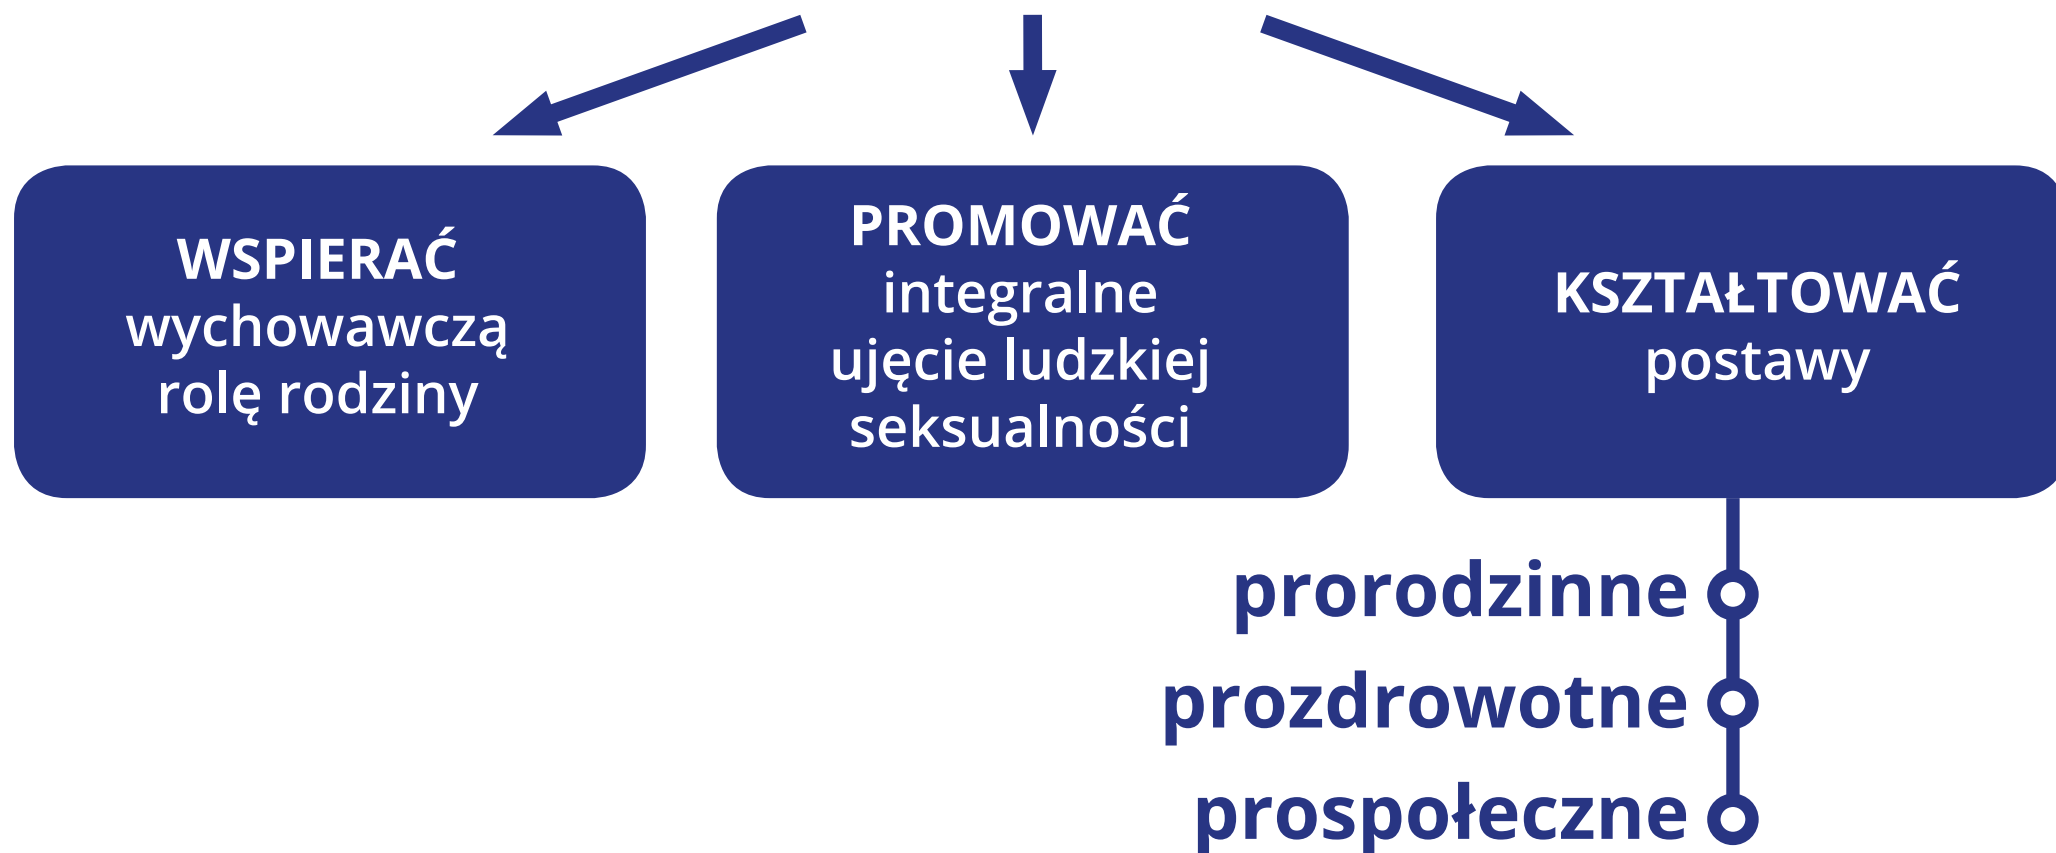 WSPIERAĆ
wychowawczą
rolę rodziny
PROMOWAĆ
integralne
ujęcie ludzkiej
seksualności
KSZTAŁTOWAĆ
postawy
prorodzinne
prozdrowotne
prospołeczne